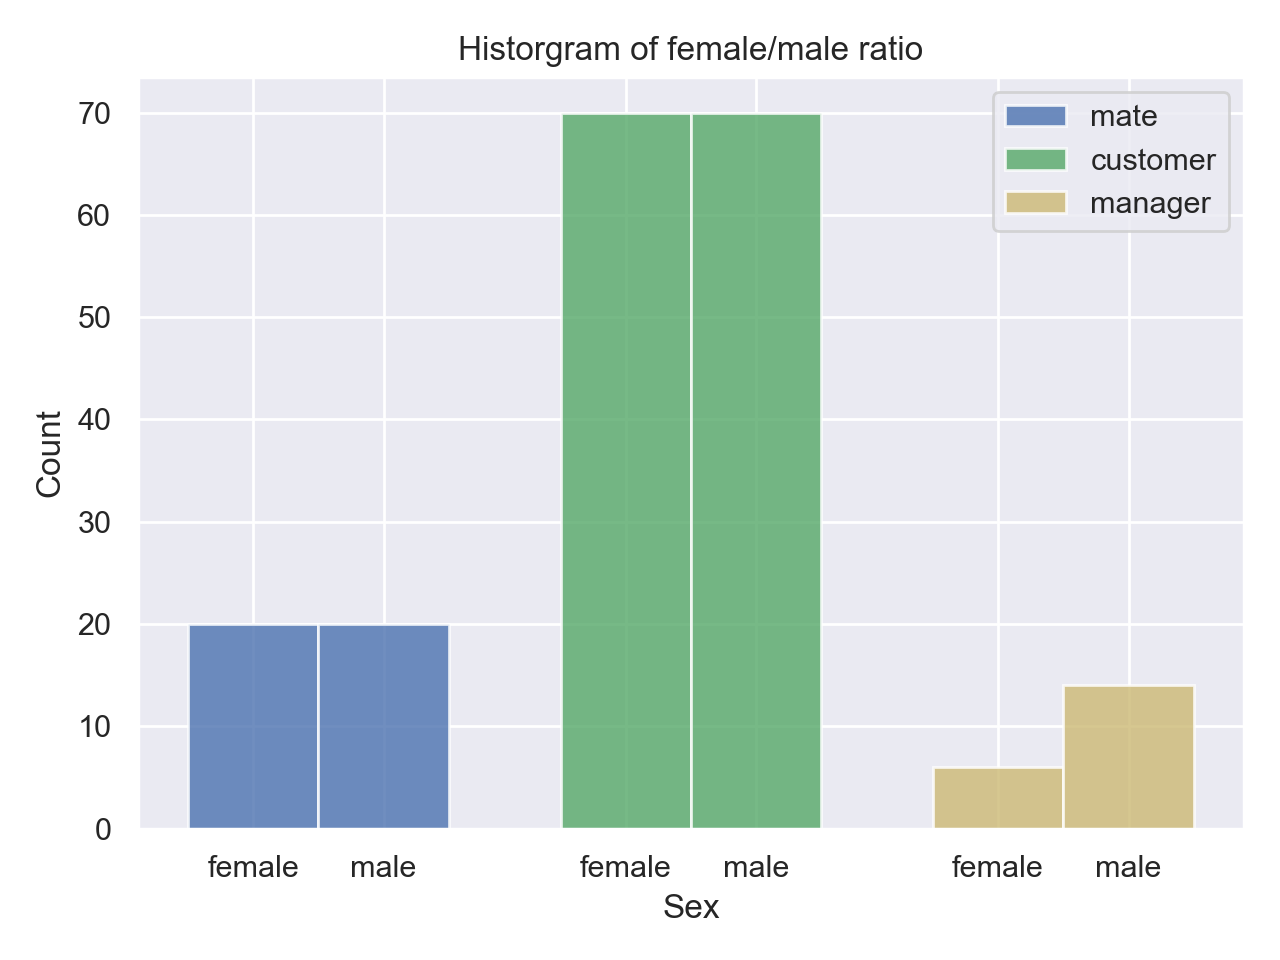 Historgram of female/male ratio
mate
customer
manager
70
60
50
40
30
20
10
0
Count
female male female male female male
Sex